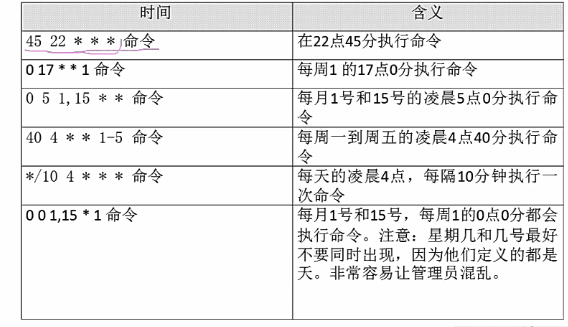 时间 含义
45 22 * * * 命令 在22点45分执行命令
0 17 * * 1 命令 每周1 的17点0分执行命令
0 5 1,15 * * 命令 每月1号和15号的凌晨5点0分执行命
令
40 4 * * 1-5 命令 每周一到周五的凌晨4点40分执行命
令
*/10 4 * * * 命令 每天的凌晨4点，每隔10分钟执行一
次命令
0 0 1,15 * 1 命令 每月1号和15号，每周1的0点0分都会
执行命令。注意：星期几和几号最好
不要同时出现，因为他们定义的都是
天。非常容易让管理员混乱。